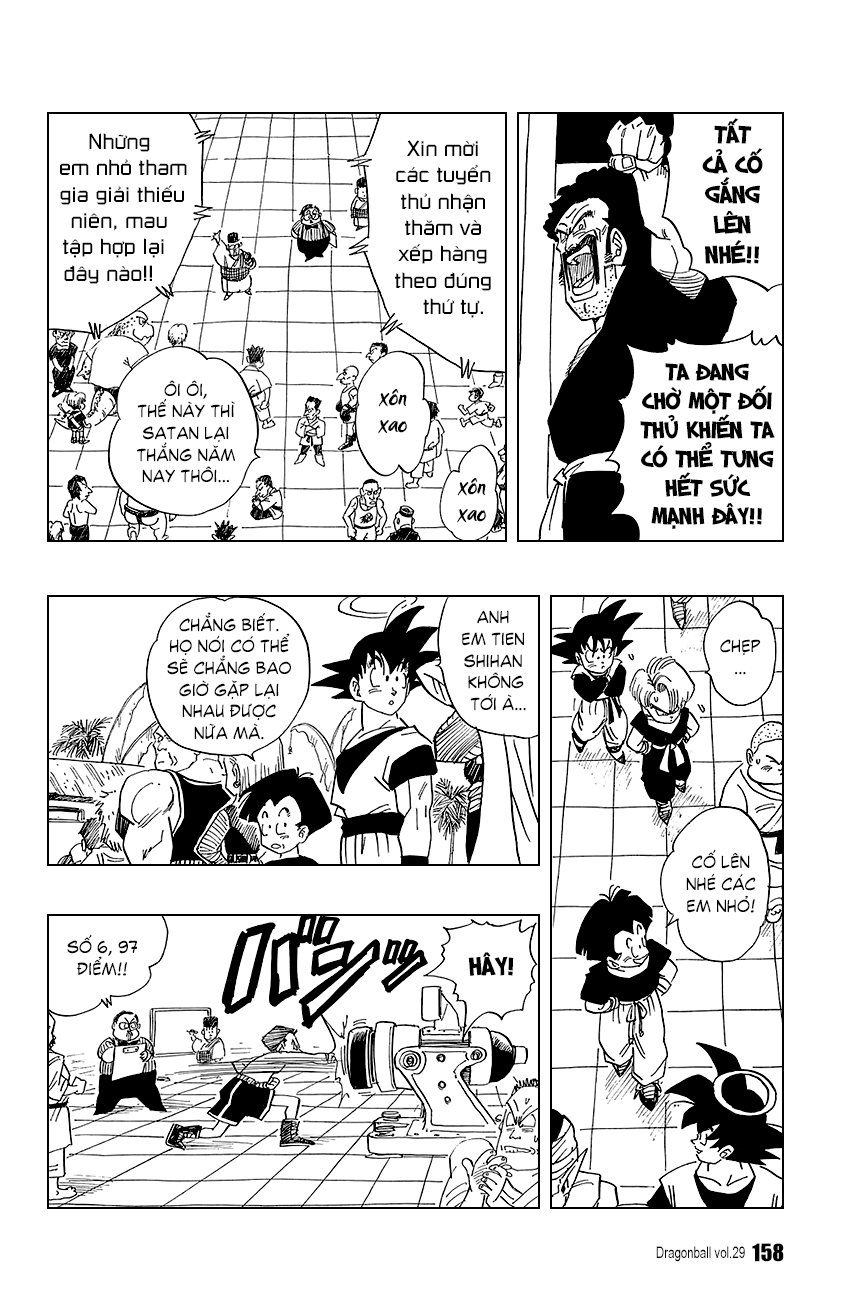 TẤT
CẢ CỐ
GẮNG
LÊN
NHÉ!!
TA ĐANG
CHỜ MỘT ĐỐI
THỦ KHIẾN TA
CÓ THỂ TUNG
HẾT SỨC
MẠNH ĐÂY!!
Xin mời
các tuyển
thủ nhận
thăm và
xếp hàng
theo đúng
thứ tự.
Những
em nhỏ tham
gia giải thiếu
niên, mau
tập hợp lại
đây nào!!
XÔN
XAO
XÔN
XAO
ÔI ÔI,
THẾ NÀY THÌ
SATAN LẠI
THẮNG NĂM
NAY THÔI...
CHẸP
...
CỐ LÊN
NHÉ CÁC
EM NHỎ!
ANH
EM TIEN
SHIHAN
KHÔNG
TỚI À...
CHẲNG BIẾT.
HỌ NÓI CÓ THỂ
SẼ CHẲNG BAO
GIỜ GẶP LẠI
NHAU ĐƯỢC
NỮA MÀ.
HÂY!
バババッ
SỐ 6, 97
ĐIỂM!!
Dragonball vol.29 158